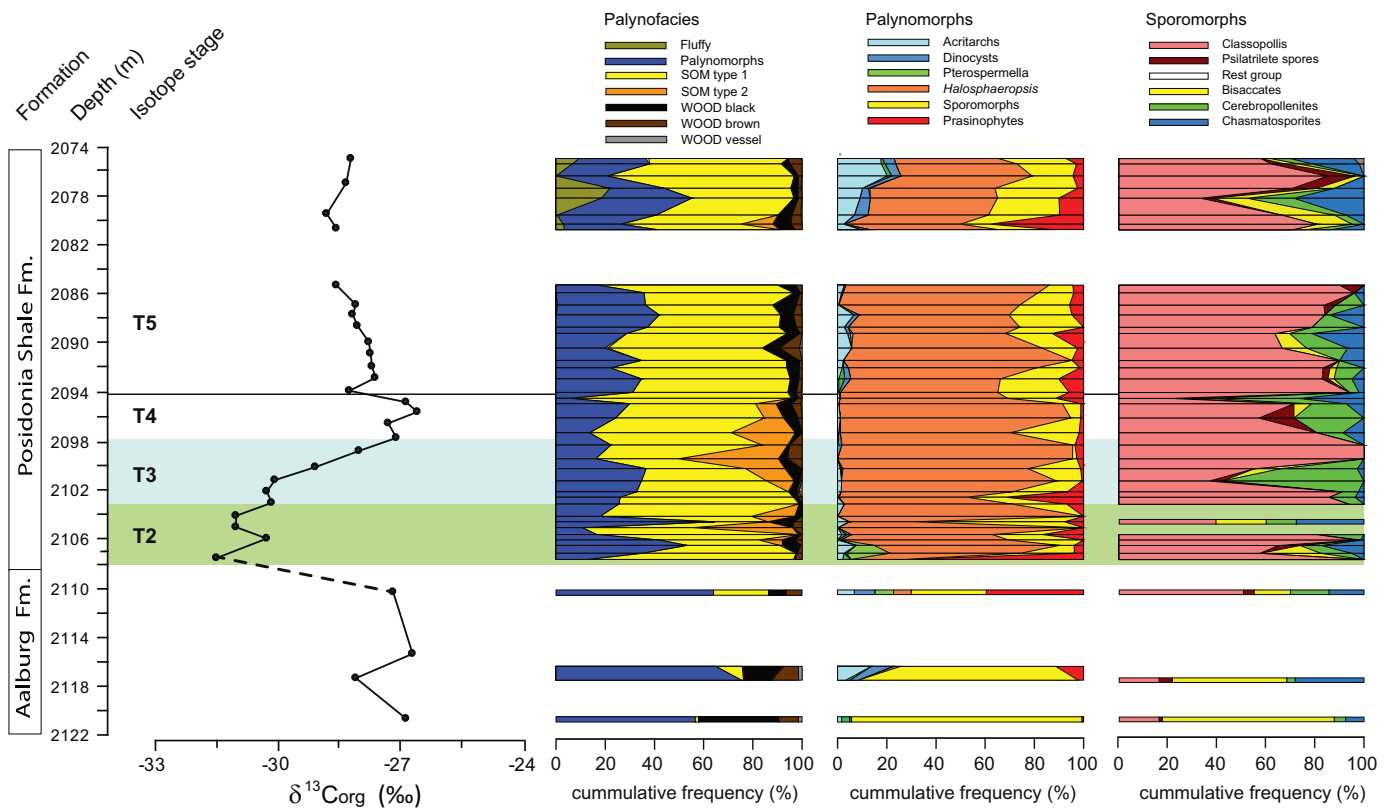 Formation
Depth (m)
Isotope stage
Palynofacies
Fluffy
Palynomorphs
SOM type 1
SOM type 2
WOOD black
WOOD brown
WOOD vessel
Palynomorphs
Acritarchs
Dinocysts
Pterospermella
Halosphaeropsis
Sporomorphs
Prasinophytes
Sporomorphs
Classopollis
Psilatrilete spores
Rest group
Bisaccates
Cerebropollenites
Chasmatosporites
Posidonia Shale Fm.
Aalburg Fm.
2074
2078
2082
2086
2090
2094
2098
2102
2106
2110
2114
2118
2122
T5
T4
T3
T2
-33 -30 -27 -24
δ13Corg (‰)
0 20 40 60 80 100
cummulative frequency (%)
0 20 40 60 80 100
cummulative frequency (%)
0 20 40 60 80 100
cummulative frequency (%)